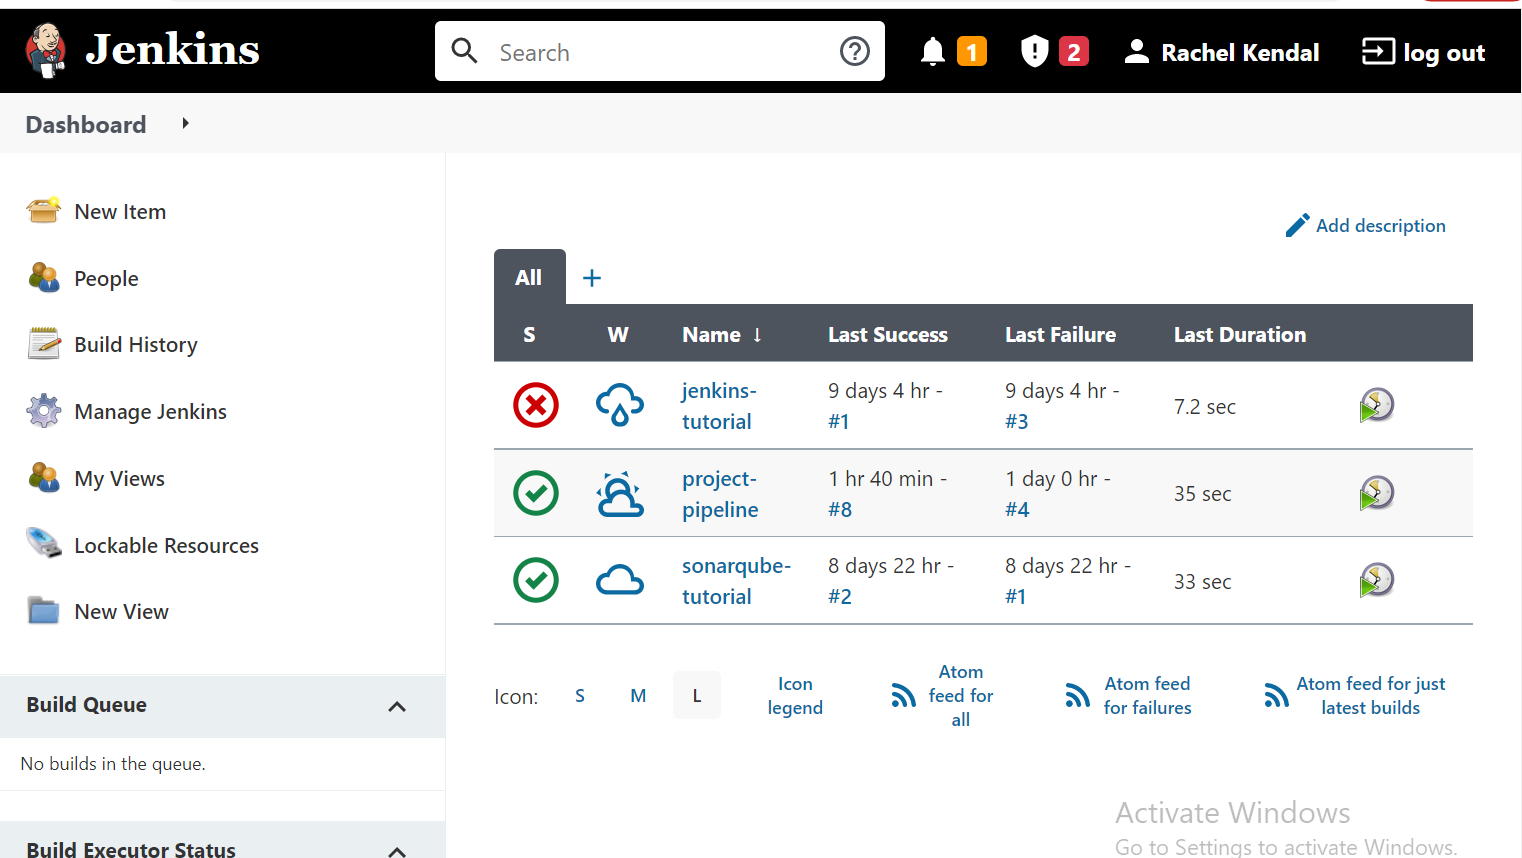 Jenkins
Search
1
2
Rachel Kendal
log out
Dashboard
New Item
People
Build History
Manage Jenkins
My Views
Lockable Resources
New View
Build Queue
No builds in the queue.
Build Executor Status
Add description
All +
S W Name ↓ Last Success Last Failure Last Duration
jenkins-
tutorial
9 days 4 hr -
#1
9 days 4 hr -
#3
7.2 sec
project-
pipeline
1 hr 40 min -
#8
1 day 0 hr -
#4
35 sec
sonarqube-
tutorial
8 days 22 hr -
#2
8 days 22 hr -
#1
33 sec
Icon: S M L
Icon
legend
Atom
feed for
all
Atom feed
for failures
Atom feed for just
latest builds
Activate Windows
Go to Settings to activate Windows.